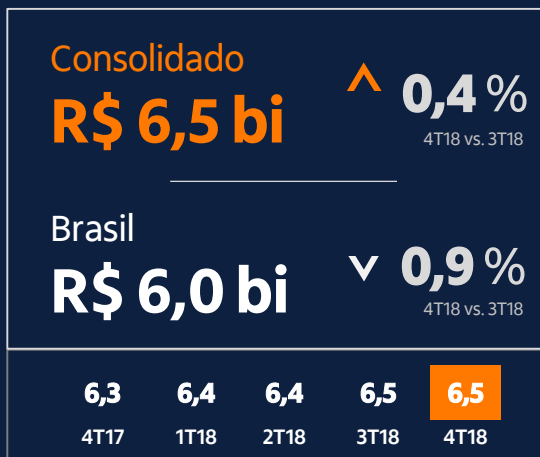 Consolidado
R$ 6,5 bi
0,4 %
4T18 vs. 3T18
Brasil
R$ 6,0 bi
0,9 %
4T18 vs. 3T18
6,3 6,4 6,4 6,5 6,5
4T17 1T18 2T18 3T18 4T18